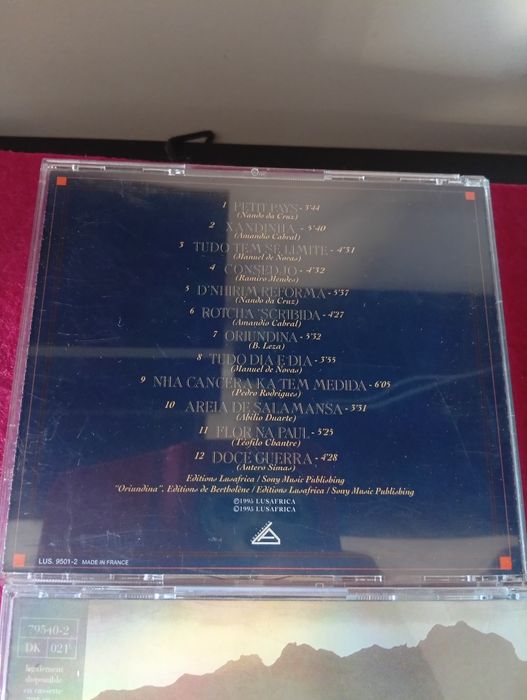 1 PETIT PAYS - 3'44
(Nando da Cruz)
2 XANDINHA - 5'40
(Amandio Cabral)
3 TUDO TEM SE LIMITE - 4'51
(Manuel de Novas)
4 CONSEDJO - 4'32
(Ramiro Mendes)
5 D'NHIRIM REFORMA - 5'37
(Nando da Cruz)
6 ROTCHA 'SCRIBIDA - 4'27
(Amandio Cabral)
7 ORIUNDINA - 5'32
(B. Leza)
8 TUDO DIA E DIA - 3'55
(Manuel de Novas)
9 NHA CANCERA KA TEM MEDIDA - 6'05
(Pedro Rodrigues)
10 AREIA DE SALAMANSA - 5'51
(Abilio Duarte)
11 FLOR NA PAUL - 5'25
(Téofilo Chantre)
12 DOCE GUERRA - 4'28
(Antero Simas)
Editions Lusafrica / Sony Music Publishing
"Oriundina", Editions de Bertholène / Editions Lusafrica / Sony Music Publishing
℗1995 LUSAFRICA
©1995 LUSAFRICA
LUS. 9501-2 MADE IN FRANCE
79540-2
DK 021
légalement
disponible
en cassette